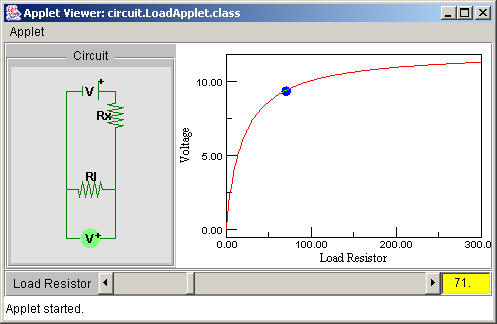 Applet Viewer: circuit.LoadApplet.class
Applet
Circuit
V +
Rx
Rl
V+
10.00
5.00
0.00
Voltage
0.00 100.00 200.00 300.0
Load Resistor
Load Resistor 71.
Applet started.